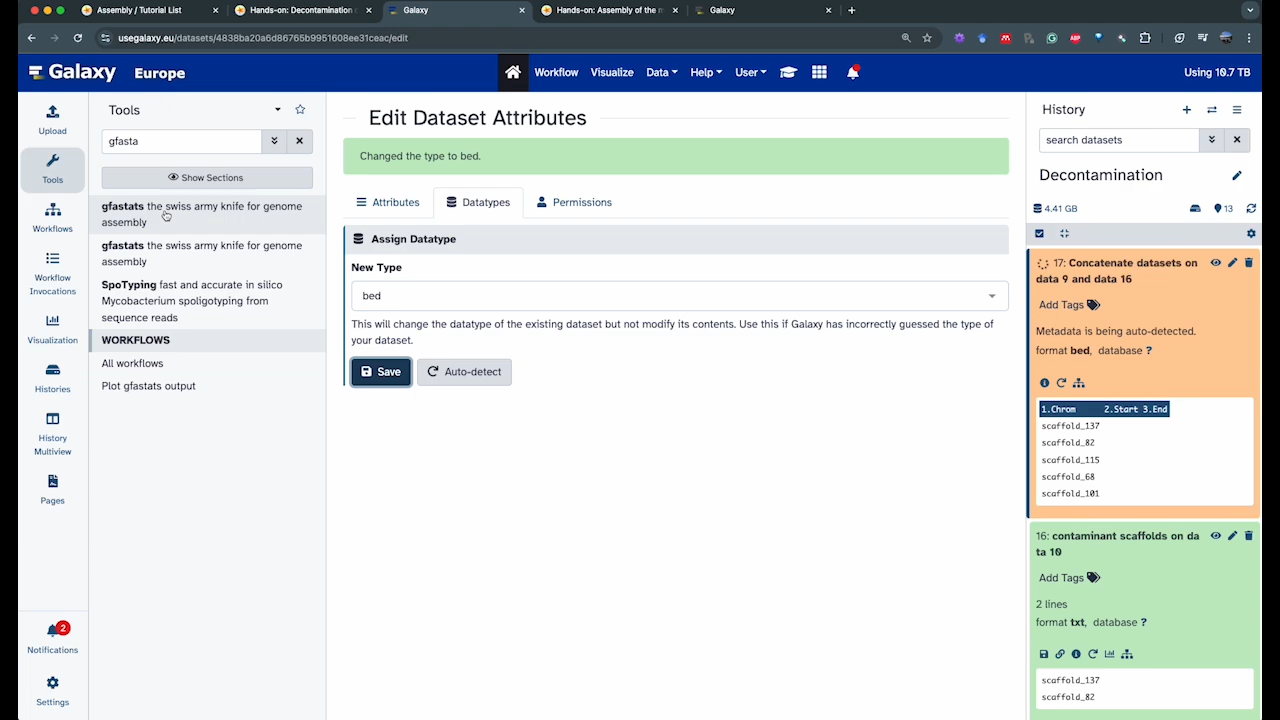 Assembly / Tutorial List
Hands-on: Decontamination
Galaxy
Hands-on: Assembly of the m
Galaxy
usegalaxy.eu/datasets/4838ba20a6d86765b9951608ee31ceac/edit
Galaxy Europe
Workflow Visualize Data Help User
Using 10.7 TB
Upload
Tools
Workflows
Workflow
Invocations
Visualization
Histories
History
Multiview
Pages
2
Notifications
Settings
Tools
gfasta
Show Sections
gfastats the swiss army knife for genome
assembly
gfastats the swiss army knife for genome
assembly
SpoTyping fast and accurate in silico
Mycobacterium spoligotyping from
sequence reads
WORKFLOWS
All workflows
Plot gfastats output
Edit Dataset Attributes
Changed the type to bed.
Attributes
Datatypes
Permissions
Assign Datatype
New Type
bed
This will change the datatype of the existing dataset but not modify its contents. Use this if Galaxy has incorrectly guessed the type of
your dataset.
Save
Auto-detect
History
search datasets
Decontamination
4.41 GB
13
17: Concatenate datasets on
data 9 and data 16
Add Tags
Metadata is being auto-detected.
format bed, database ?
1.Chrom 2.Start 3.End
scaffold_137
scaffold_82
scaffold_115
scaffold_68
scaffold_101
16: contaminant scaffolds on da
ta 10
Add Tags
2 lines
format txt, database ?
scaffold_137
scaffold_82